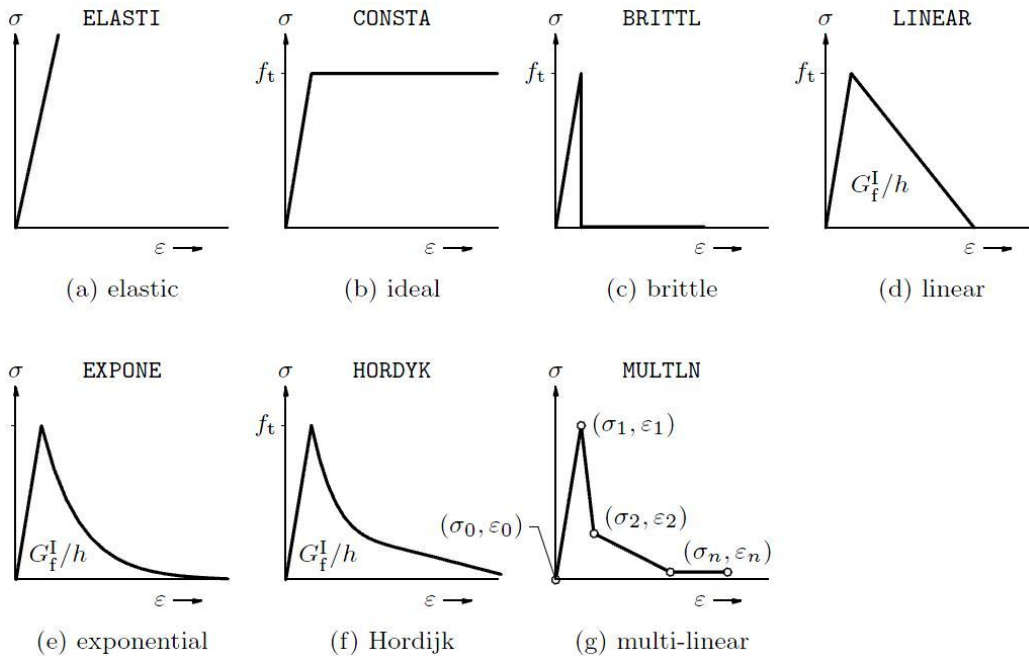 σ ELASTI
ε
(a) elastic
σ CONSTA
f_t
ε
(b) ideal
σ BRITTL
f_t
ε
(c) brittle
σ LINEAR
f_t
G_f^I/h
ε
(d) linear
σ EXPONE
f_t
G_f^I/h
ε
(e) exponential
σ HORDYK
f_t
G_f^I/h
ε
(f) Hordijk
σ MULTLN
(σ_1, ε_1)
(σ_2, ε_2)
(σ_0, ε_0)
(σ_n, ε_n)
ε
(g) multi-linear